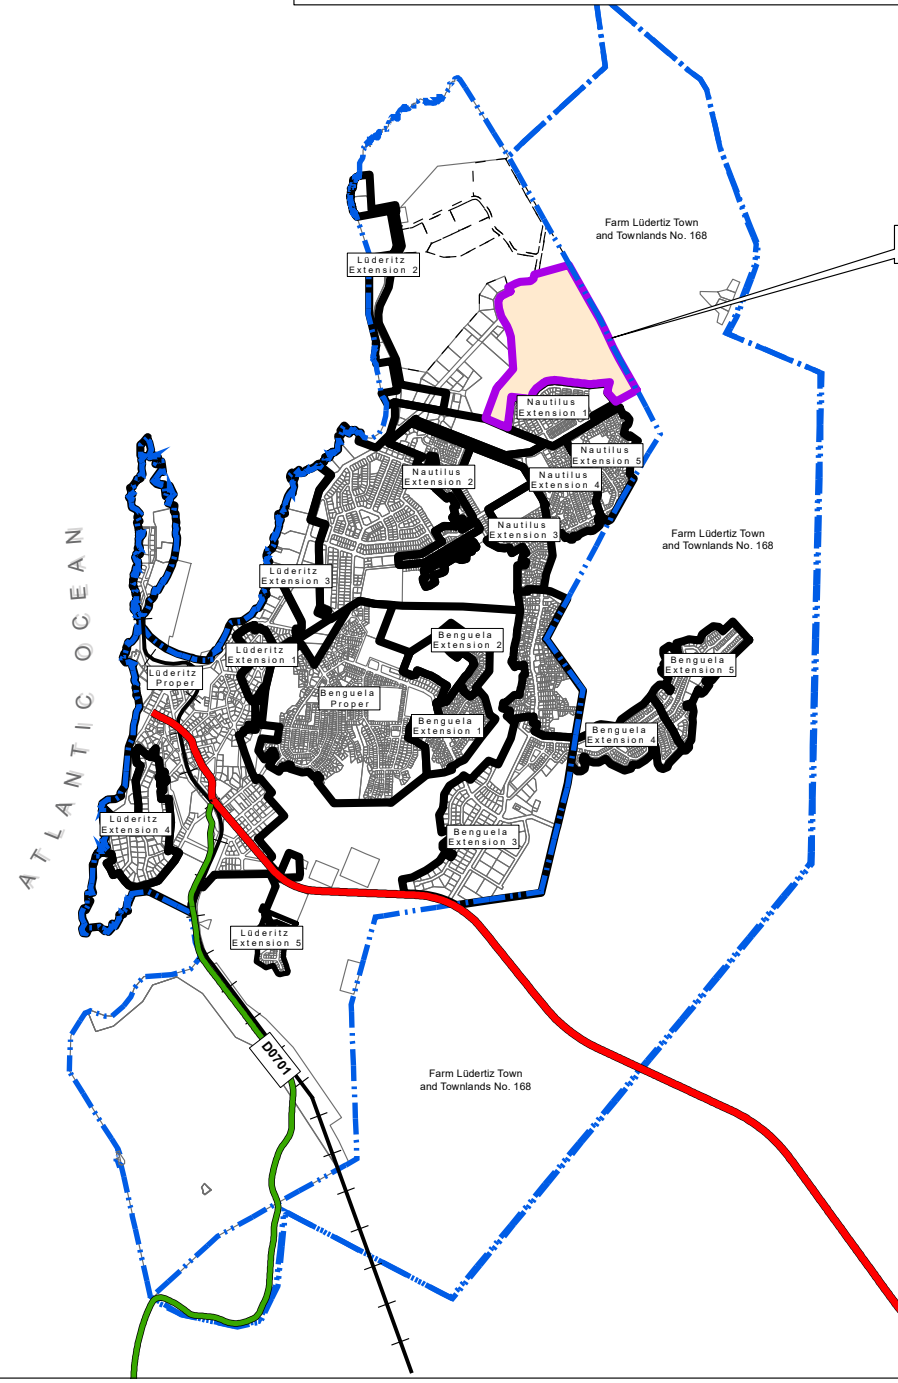 Farm Lüdertiz Town
and Townlands No. 168
Lüderitz
Extension 2
Nautilus
Extension 1
Nautilus
Extension 5
Nautilus
Extension 2
Nautilus
Extension 4
Nautilus
Extension 3
Farm Lüdertiz Town
and Townlands No. 168
Lüderitz
Extension 3
ATLANTIC OCEAN
Lüderitz
Extension 1
Benguela
Extension 2
Benguela
Extension 5
Lüderitz
Proper
Benguela
Proper
Benguela
Extension 1
Benguela
Extension 4
Lüderitz
Extension 4
Benguela
Extension 3
Lüderitz
Extension 5
D0701
Farm Lüdertiz Town
and Townlands No. 168